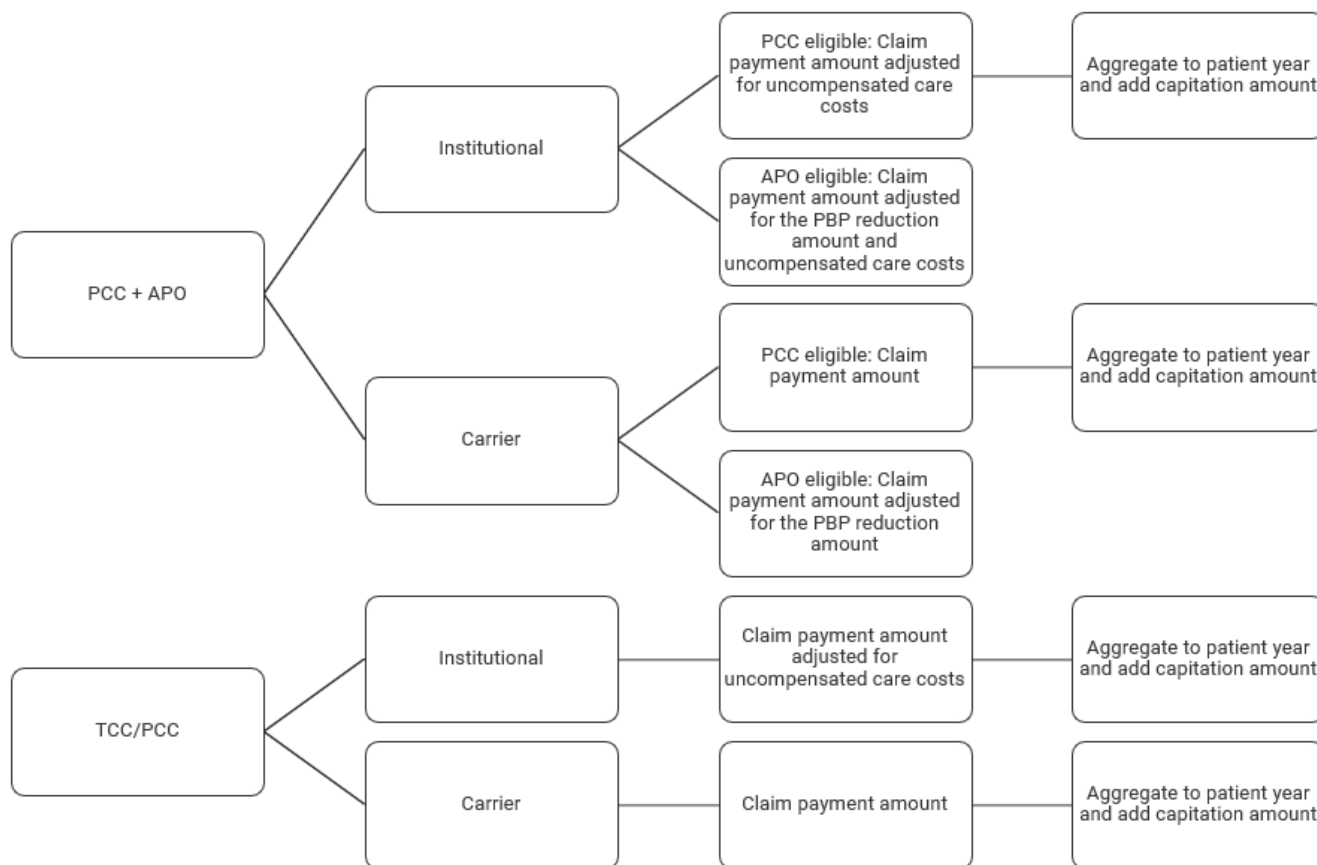 PCC + APO
Institutional
PCC eligible: Claim
payment amount adjusted
for uncompensated care
costs
Aggregate to patient year
and add capitation amount
APO eligible: Claim
payment amount adjusted
for the PBP reduction
amount and
uncompensated care costs
Carrier
PCC eligible: Claim
payment amount
Aggregate to patient year
and add capitation amount
APO eligible: Claim
payment amount adjusted
for the PBP reduction
amount
TCC/PCC
Institutional
Claim payment amount
adjusted for
uncompensated care costs
Aggregate to patient year
and add capitation amount
Carrier
Claim payment amount
Aggregate to patient year
and add capitation amount